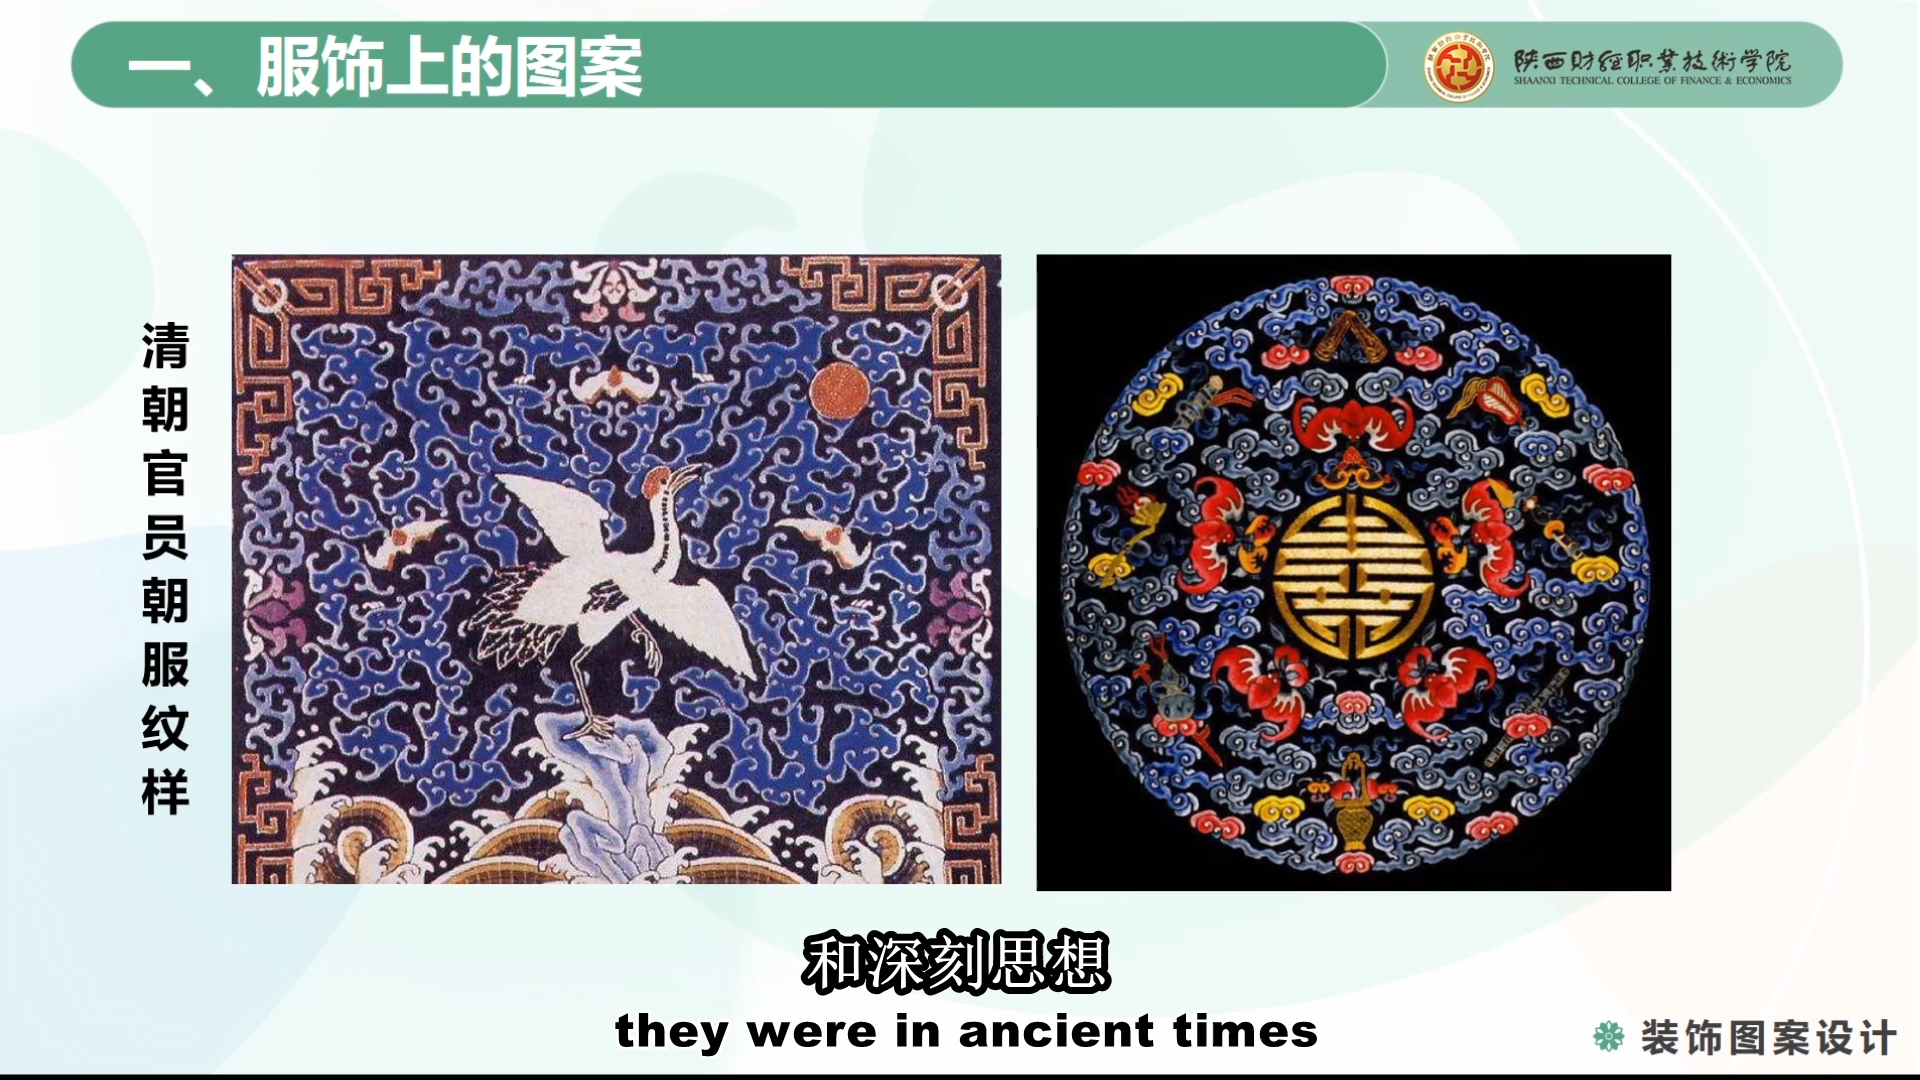 一、服饰上的图案
陕西财经职业技術学院
SHAANXI TECHNICAL COLLEGE OF FINANCE & ECONOMICS
清朝官员朝服纹样
和深刻思想
they were in ancient times
装饰图案设计